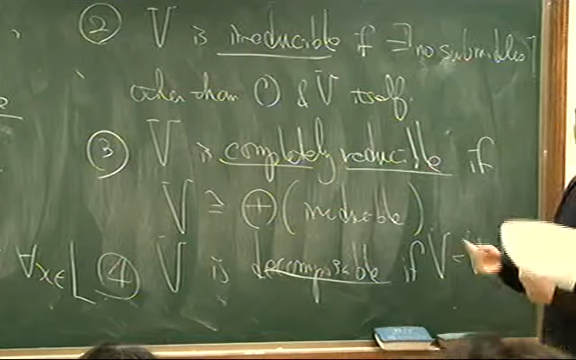 ② V is irreducible if ∃ no submodules
other than 0 & V itself.
③ V is completely reducible if
V ≅ ⊕ (irreducible)
∀x∈L ④ V is decomposable if V =